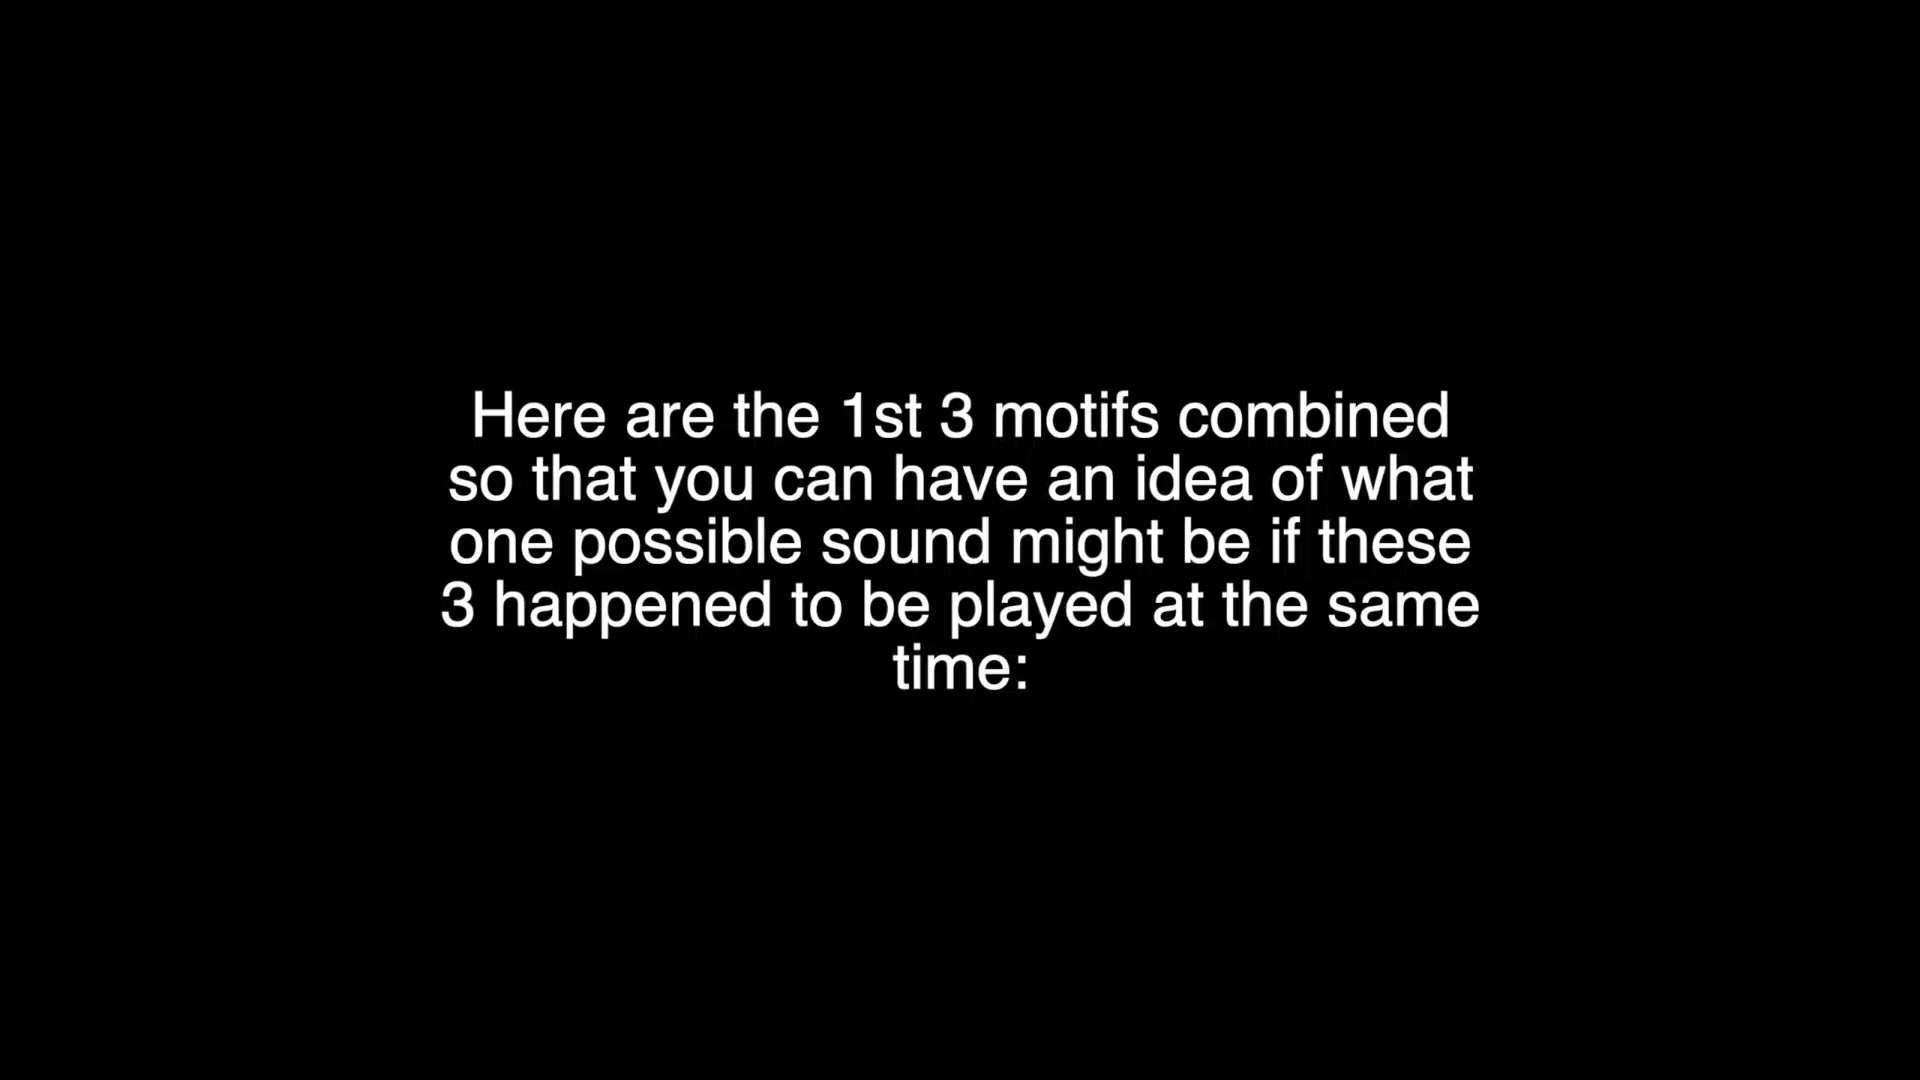 Here are the 1st 3 motifs combined
so that you can have an idea of what
one possible sound might be if these
3 happened to be played at the same
time: